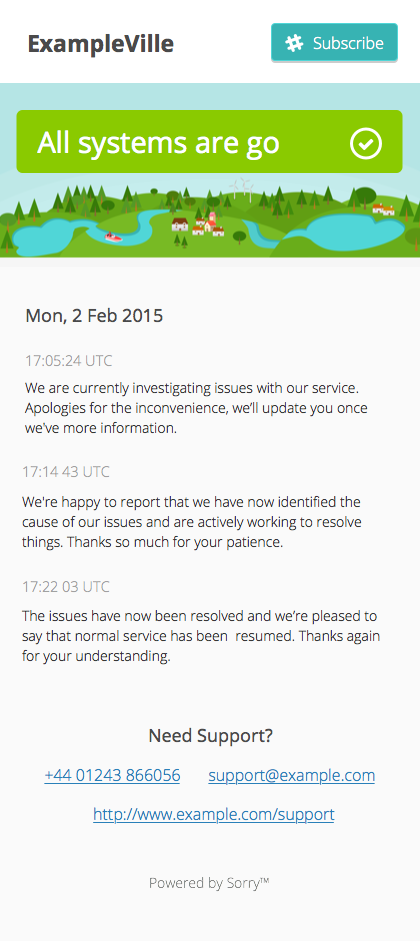 ExampleVille
Subscribe
All systems are go
Mon, 2 Feb 2015
17:05:24 UTC
We are currently investigating issues with our service.
Apologies for the inconvenience, we’ll update you once
we've more information.
17:14 43 UTC
We're happy to report that we have now identified the
cause of our issues and are actively working to resolve
things. Thanks so much for your patience.
17:22 03 UTC
The issues have now been resolved and we’re pleased to
say that normal service has been  resumed. Thanks again
for your understanding.
Need Support?
+44 01243 866056 support@example.com
http://www.example.com/support
Powered by Sorry™